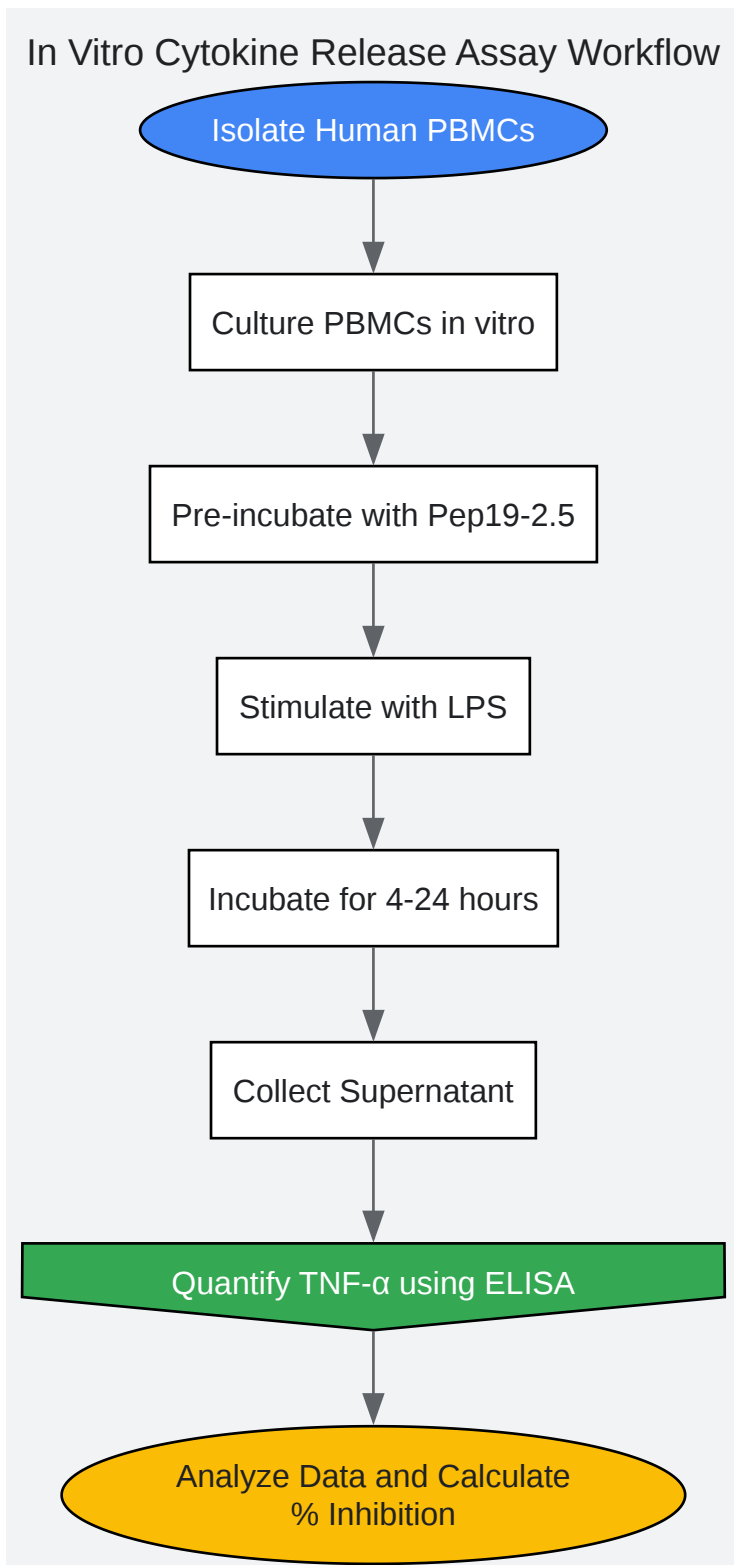 In Vitro Cytokine Release Assay Workflow
Isolate Human PBMCs
Culture PBMCs in vitro
Pre-incubate with Pep19-2.5
Stimulate with LPS
Incubate for 4-24 hours
Collect Supernatant
Quantify TNF-α using ELISA
Analyze Data and Calculate
% Inhibition